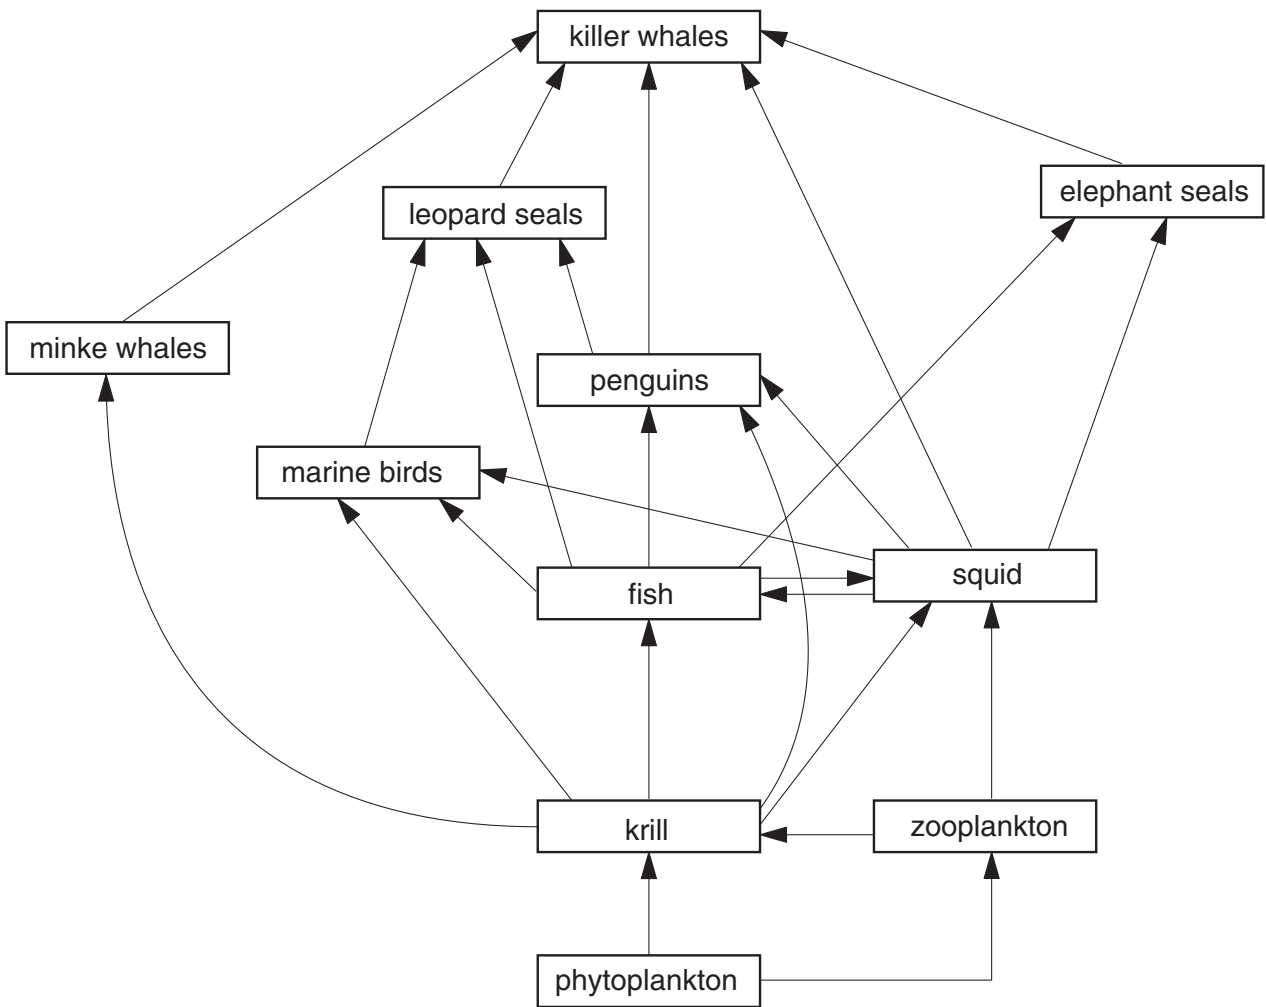 killer whales
elephant seals
leopard seals
minke whales
penguins
marine birds
squid
fish
krill
zooplankton
phytoplankton